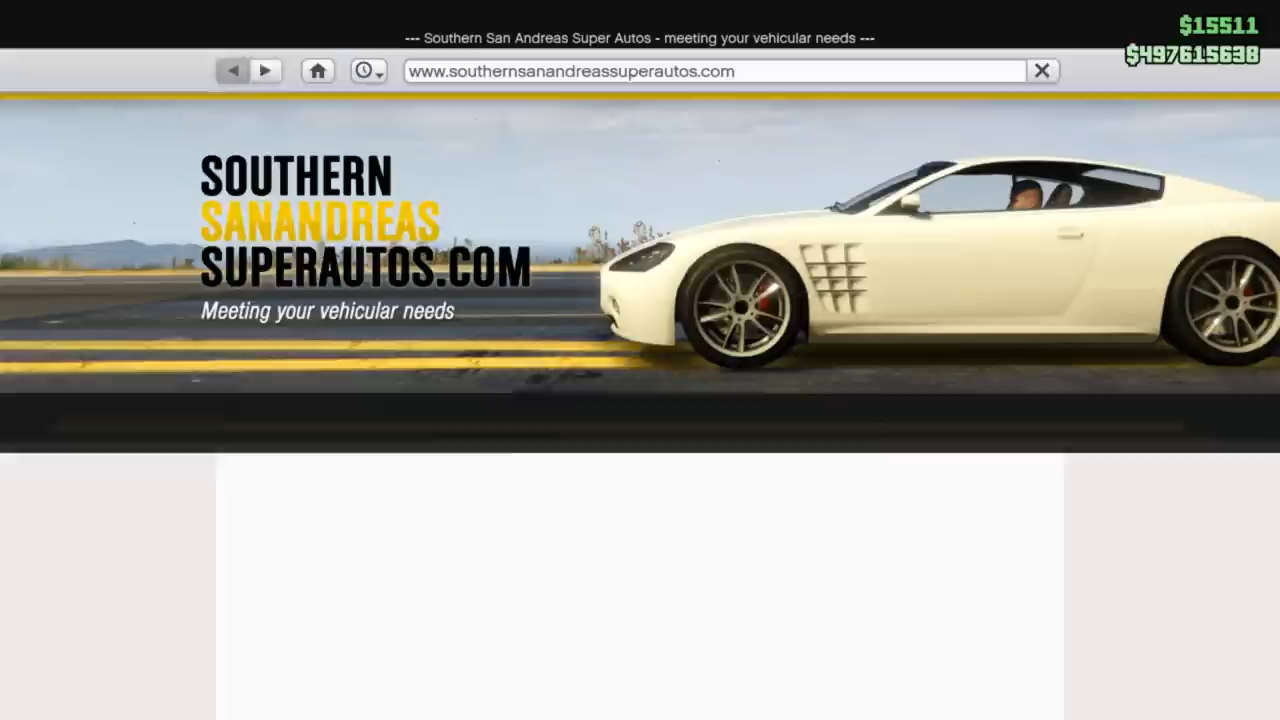 $15511
--- Southern San Andreas Super Autos - meeting your vehicular needs ---
$497615638
www.southernsanandreassuperautos.com
SOUTHERN
SANANDREAS
SUPERAUTOS.COM
Meeting your vehicular needs